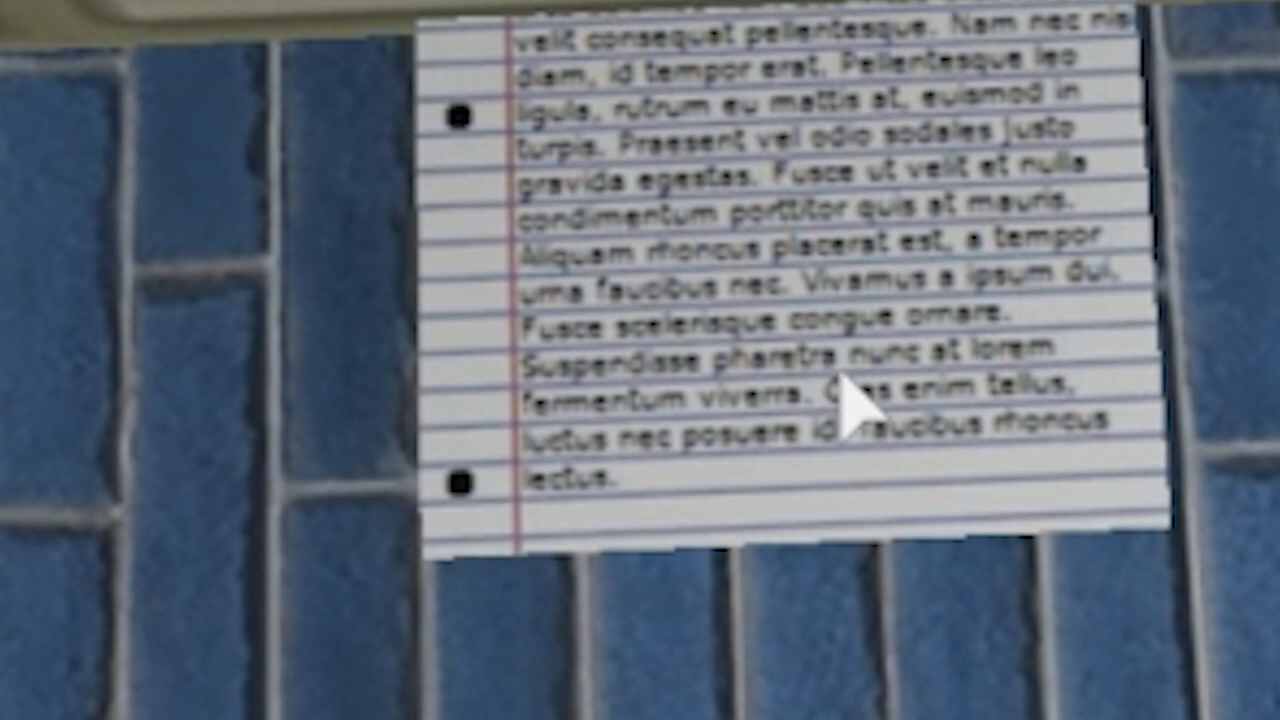 velit consequat pellentesque. Nam nec nis
diam, id tempor erat. Pellentesque leo
ligula, rutrum eu mattis at, euismod in
turpis. Praesent vel odio sodales justo
gravida egestas. Fusce ut velit et nulla
condimentum porttitor quis at mauris.
Aliquam rhoncus placerat est, a tempor
urna faucibus nec. Vivamus a ipsum dui.
Fusce scelerisque congue ornare.
Suspendisse pharetra nunc at lorem
fermentum viverra. enim tellus,
luctus nec posuere id, faucibus rhoncus
lectus.